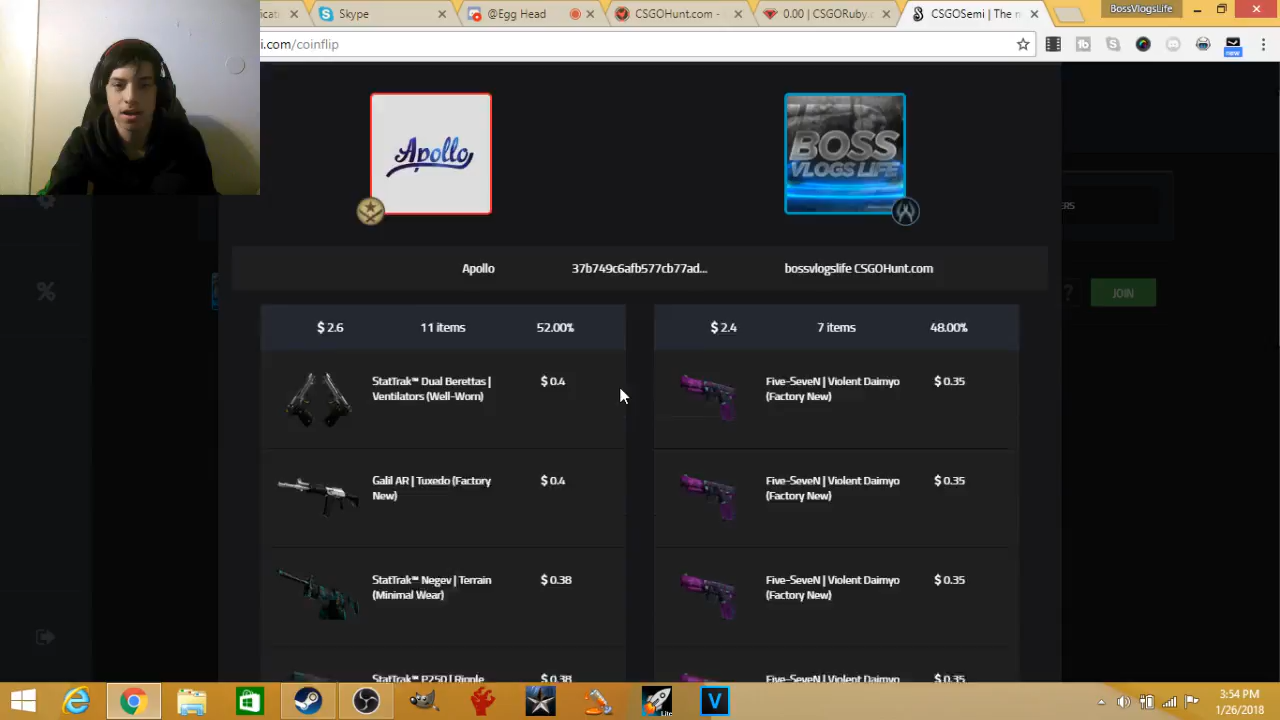 icati
Skype
@Egg Head
CSGOHunt.com -
0.00 | CSGORuby.c
CSGOSemi | The n
BossVlogsLife
i.com/coinflip
new
Apollo
BOSS
VLOGS LIFE
ERS
Apollo
37b749c6afb577cb77ad...
bossvlogslife CSGOHunt.com
?
JOIN
$ 2.6
11 items
52.00%
$ 2.4
7 items
48.00%
StatTrak™ Dual Berettas |
Ventilators (Well-Worn)
$ 0.4
Five-SeveN | Violent Daimyo
(Factory New)
$ 0.35
Galil AR | Tuxedo (Factory
New)
$ 0.4
Five-SeveN | Violent Daimyo
(Factory New)
$ 0.35
StatTrak™ Negev | Terrain
(Minimal Wear)
$ 0.38
Five-SeveN | Violent Daimyo
(Factory New)
$ 0.35
StatTrak™ P250 | Ripple
$ 0.38
Five-SeveN | Violent Daimyo
$ 0.35
Lite
V
3:54 PM
1/26/2018